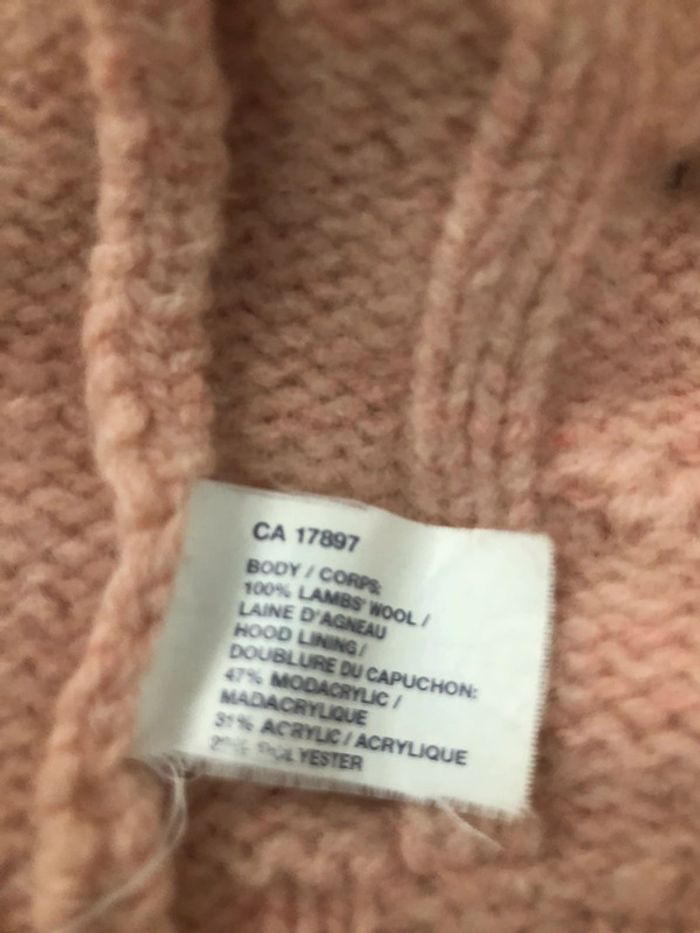 CA 17897
BODY / CORPS:
100% LAMBS' WOOL /
LAINE D'AGNEAU
HOOD LINING /
DOUBLURE DU CAPUCHON:
47% MODACRYLIC /
MADACRYLIQUE
31% ACRYLIC / ACRYLIQUE
POLYESTER